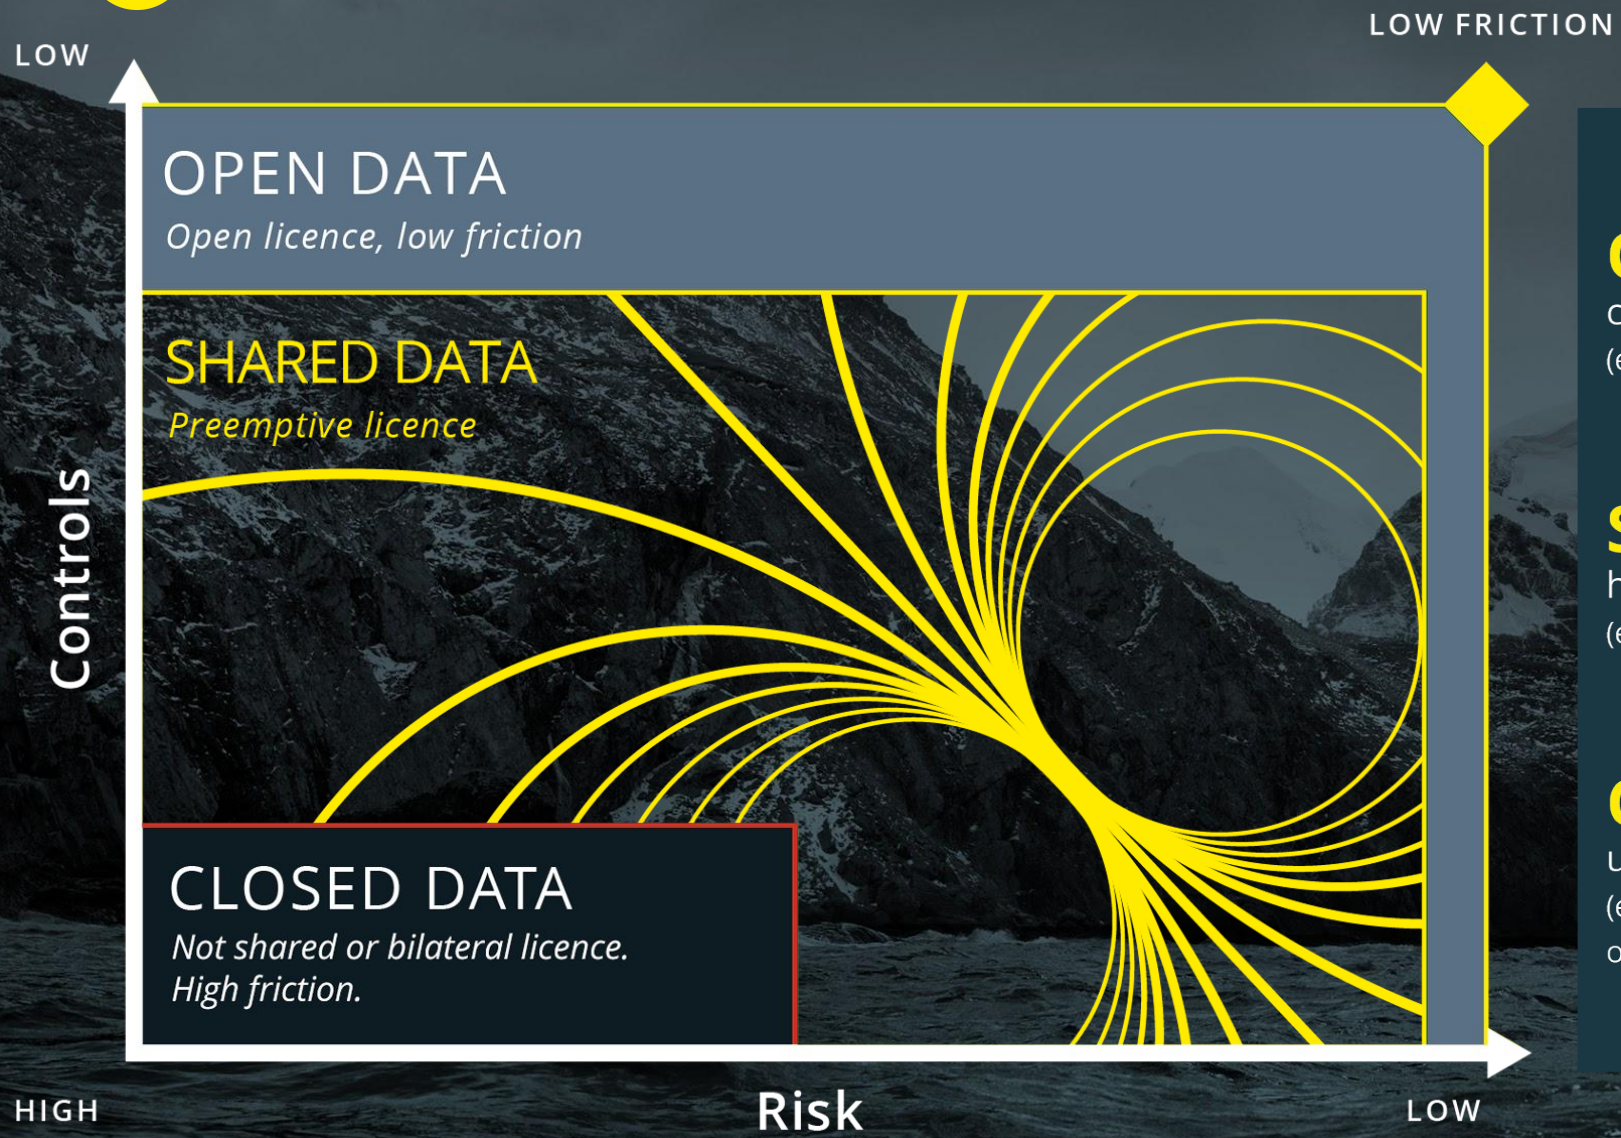 LOW FRICTION
LOW
OPEN DATA
Open licence, low friction
SHARED DATA
Preemptive licence
Controls
CLOSED DATA
Not shared or bilateral licence.
High friction.
HIGH
Risk
LOW